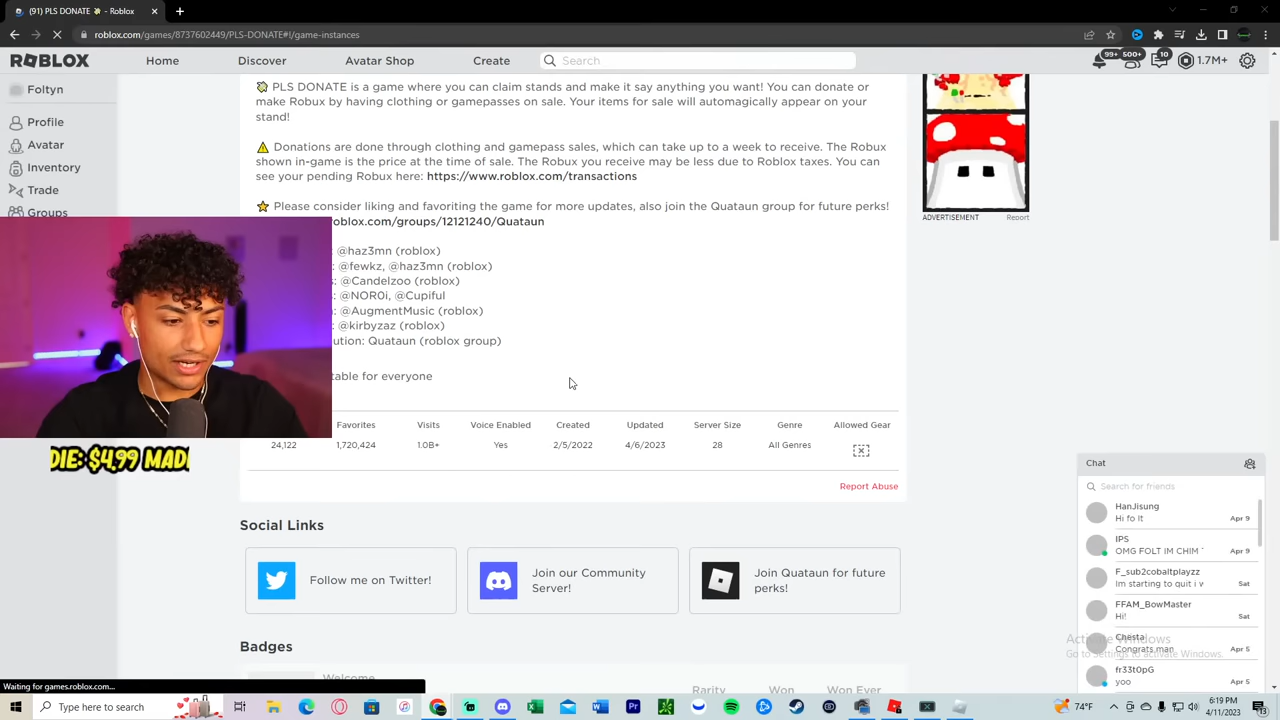 (91) PLS DONATE - Roblox
roblox.com/games/8737602449/PLS-DONATE#!/game-instances
ROBLOX
Home
Discover
Avatar Shop
Create
Search
99+
500+
10
1.7M+
Foltyn
Profile
Avatar
Inventory
Trade
Groups
PLS DONATE is a game where you can claim stands and make it say anything you want! You can donate or
Robux by having clothing or gamepasses on sale. Your items for sale will automagically appear on your
stand!
Donations are done through clothing and gamepass sales, which can take up to a week to receive. The Robux
shown in-game is the price at the time of sale. The Robux you receive may be less due to Roblox taxes. You can
see your pending Robux here: https://www.roblox.com/transactions
Please consider liking and favoriting the game for more updates, also join the Quataun group for future perks!
oblox.com/groups/12121240/Quataun
: @haz3mn (roblox)
: @fewkz, @haz3mn (roblox)
s: @Candelzoo (roblox)
s: @NOR0i, @Cupiful
: @AugmentMusic (roblox)
: @kirbyzaz (roblox)
ution: Quataun (roblox group)
table for everyone
Favorites
Visits
Voice Enabled
Created
Updated
Server Size
Genre
Allowed Gear
24,122
1,720,424
1.0B+
Yes
2/5/2022
4/6/2023
28
All Genres
Report Abuse
ADVERTISEMENT
Report
DIE: $4.99 MAD
Social Links
Follow me on Twitter!
Join our Community
Server!
Join Quataun for future
perks!
Badges
Welcome
Rarity
Won
Won Ever
Chat
Search for friends
HanJisung
Hi fo lt
Apr 9
IPS
OMG FOLT IM CHIM
Apr 9
F_sub2cobaltplayzz
Im starting to quit i v
Sat
FFAM_BowMaster
Hi!
Sat
Chesta
Congrats man
Apr 5
fr33t0pG
yoo
Apr 5
Activate Windows
Go to Settings to activate Windows.
Waiting for games.roblox.com...
Type here to search
74°F
6:19 PM
4/11/2023